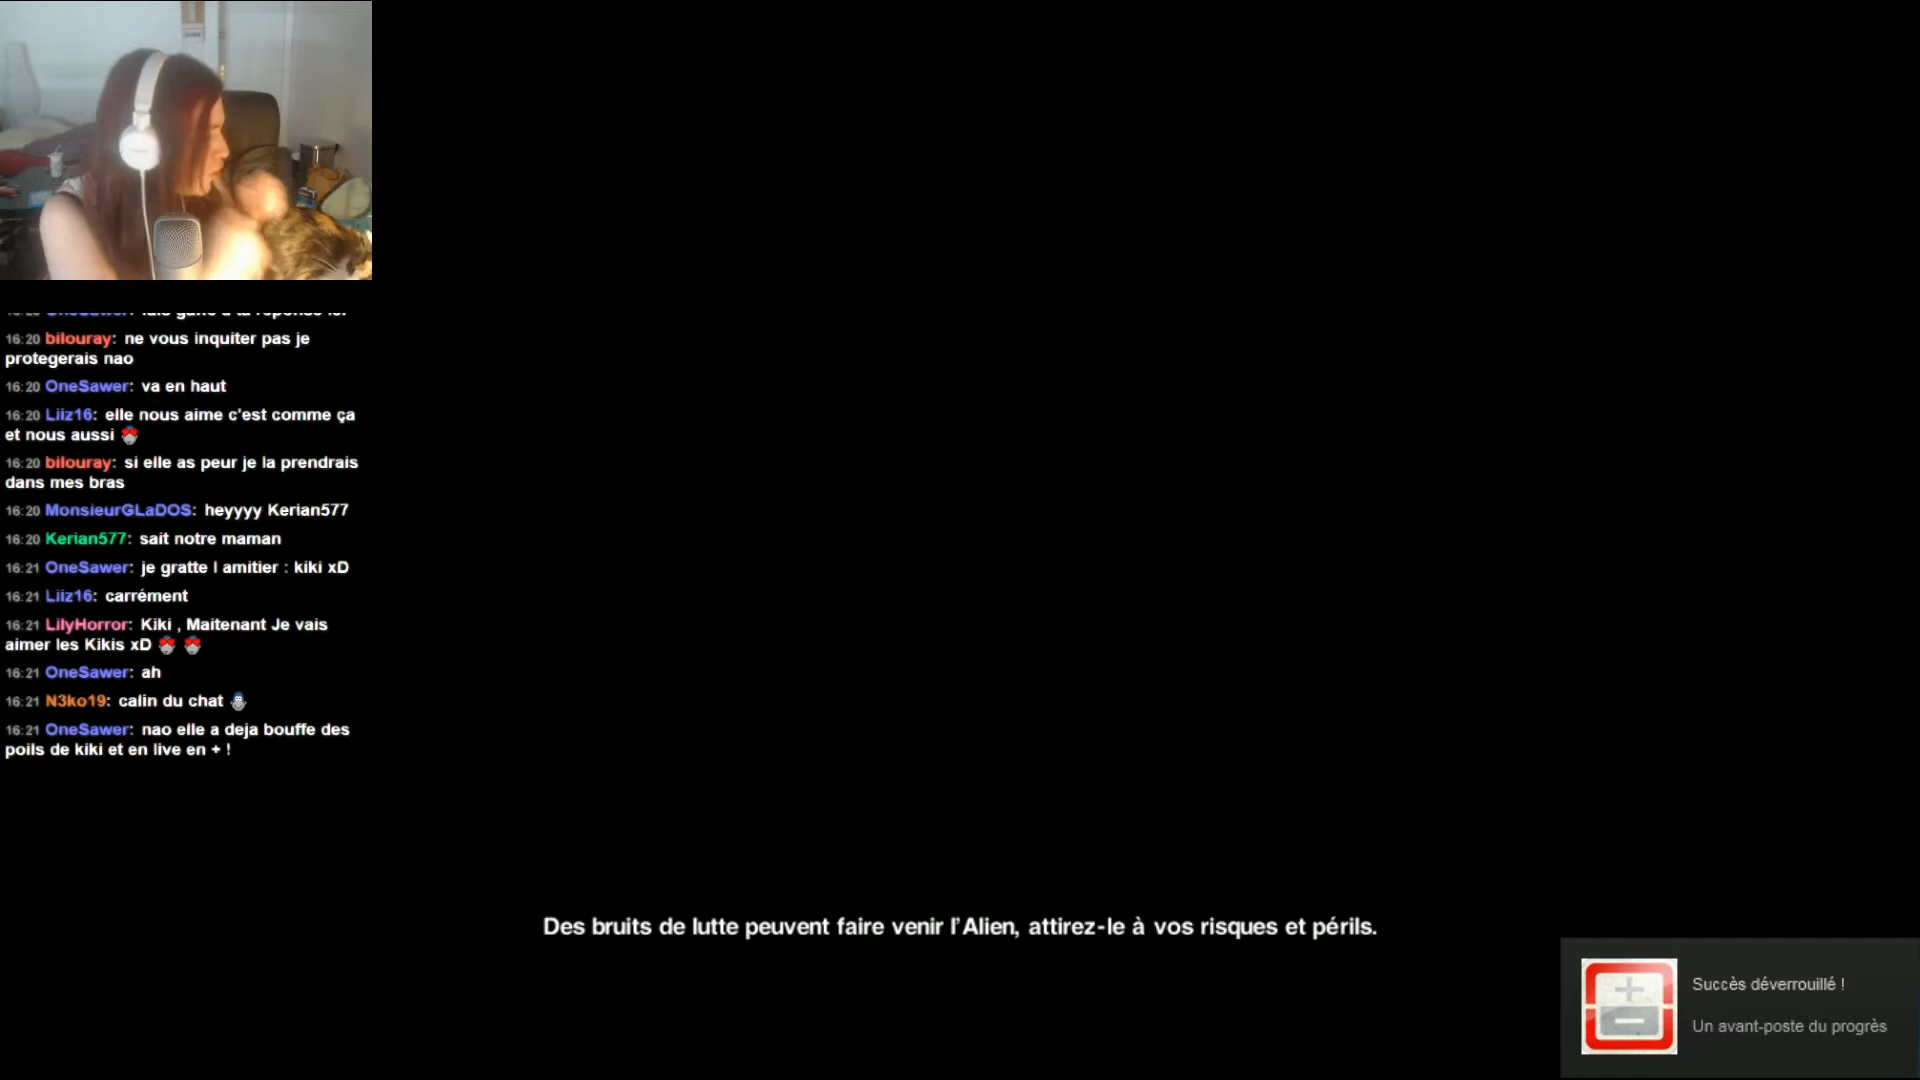 bilouray: ne vous inquiter pas je
16:20
protegerais nao
16:20 OneSawer: va en haut
16:20 Liiz16: elle nous aime c'est comme ça
et nous aussi
16:20 bilouray: si elle as peur je la prendrais
dans mes bras
16:20 MonsieurGLaDOS: heyyyy Kerian577
16:20 Kerian577: sait notre maman
16:21 OneSawer: je gratte l amitier : kiki xD
16:21 Liiz16: carrément
16:21 LilyHorror: Kiki , Maitenant Je vais
aimer les Kikis xD
16:21 OneSawer: ah
16:21 N3ko19: calin du chat
16:21 OneSawer: nao elle a deja bouffe des
poils de kiki et en live en + !
Des bruits de lutte peuvent faire venir l'Alien, attirez-le à vos risques et périls.
Succès déverrouillé !
Un avant-poste du progrès